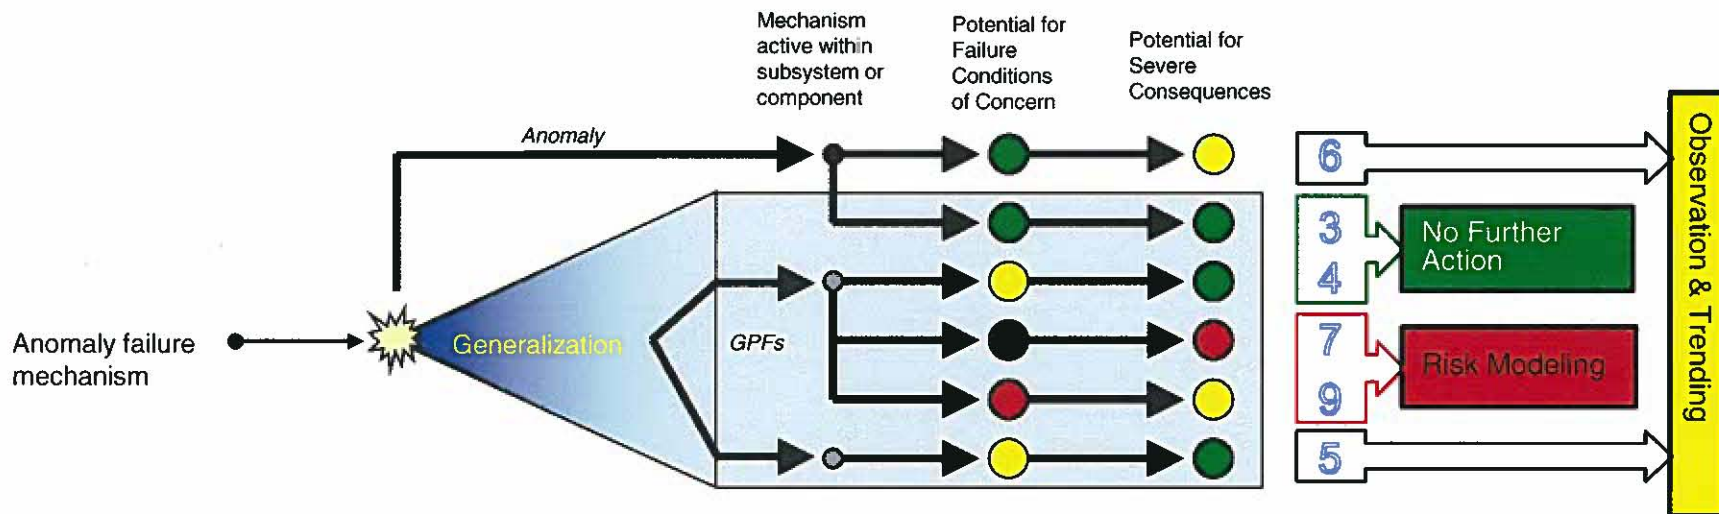 Mechanism
active within
subsystem or
component
Potential for
Failure
Conditions
of Concern
Potential for
Severe
Consequences
Anomaly
6
3
No Further
Action
4
Anomaly failure
mechanism
Generalization
GPFs
7
Risk Modeling
9
5
Observation & Trending